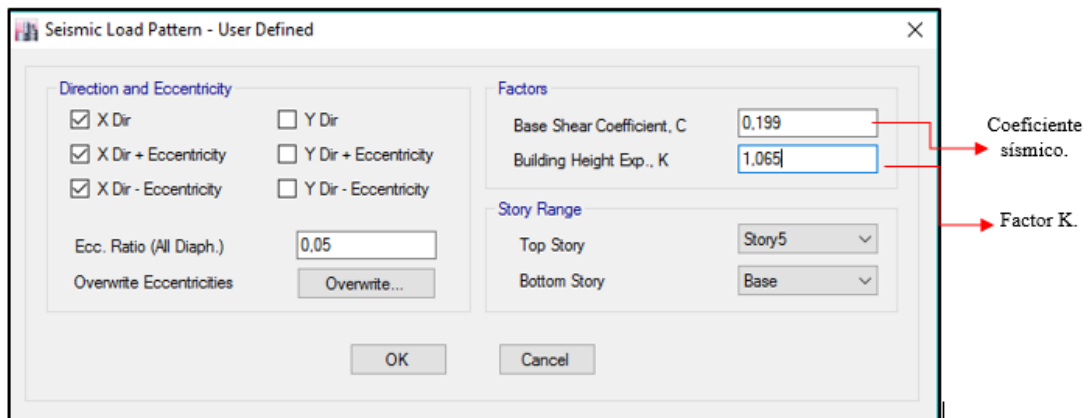 Seismic Load Pattern - User Defined
Direction and Eccentricity
X Dir
Y Dir
X Dir + Eccentricity
Y Dir + Eccentricity
X Dir - Eccentricity
Y Dir - Eccentricity
Ecc. Ratio (All Diaph.)
0,05
Overwrite Eccentricities
Overwrite...
Factors
Base Shear Coefficient, C
0,199
Building Height Exp., K
1,065
Story Range
Top Story
Story5
Bottom Story
Base
OK
Cancel
Coeficiente
sísmico.
Factor K.